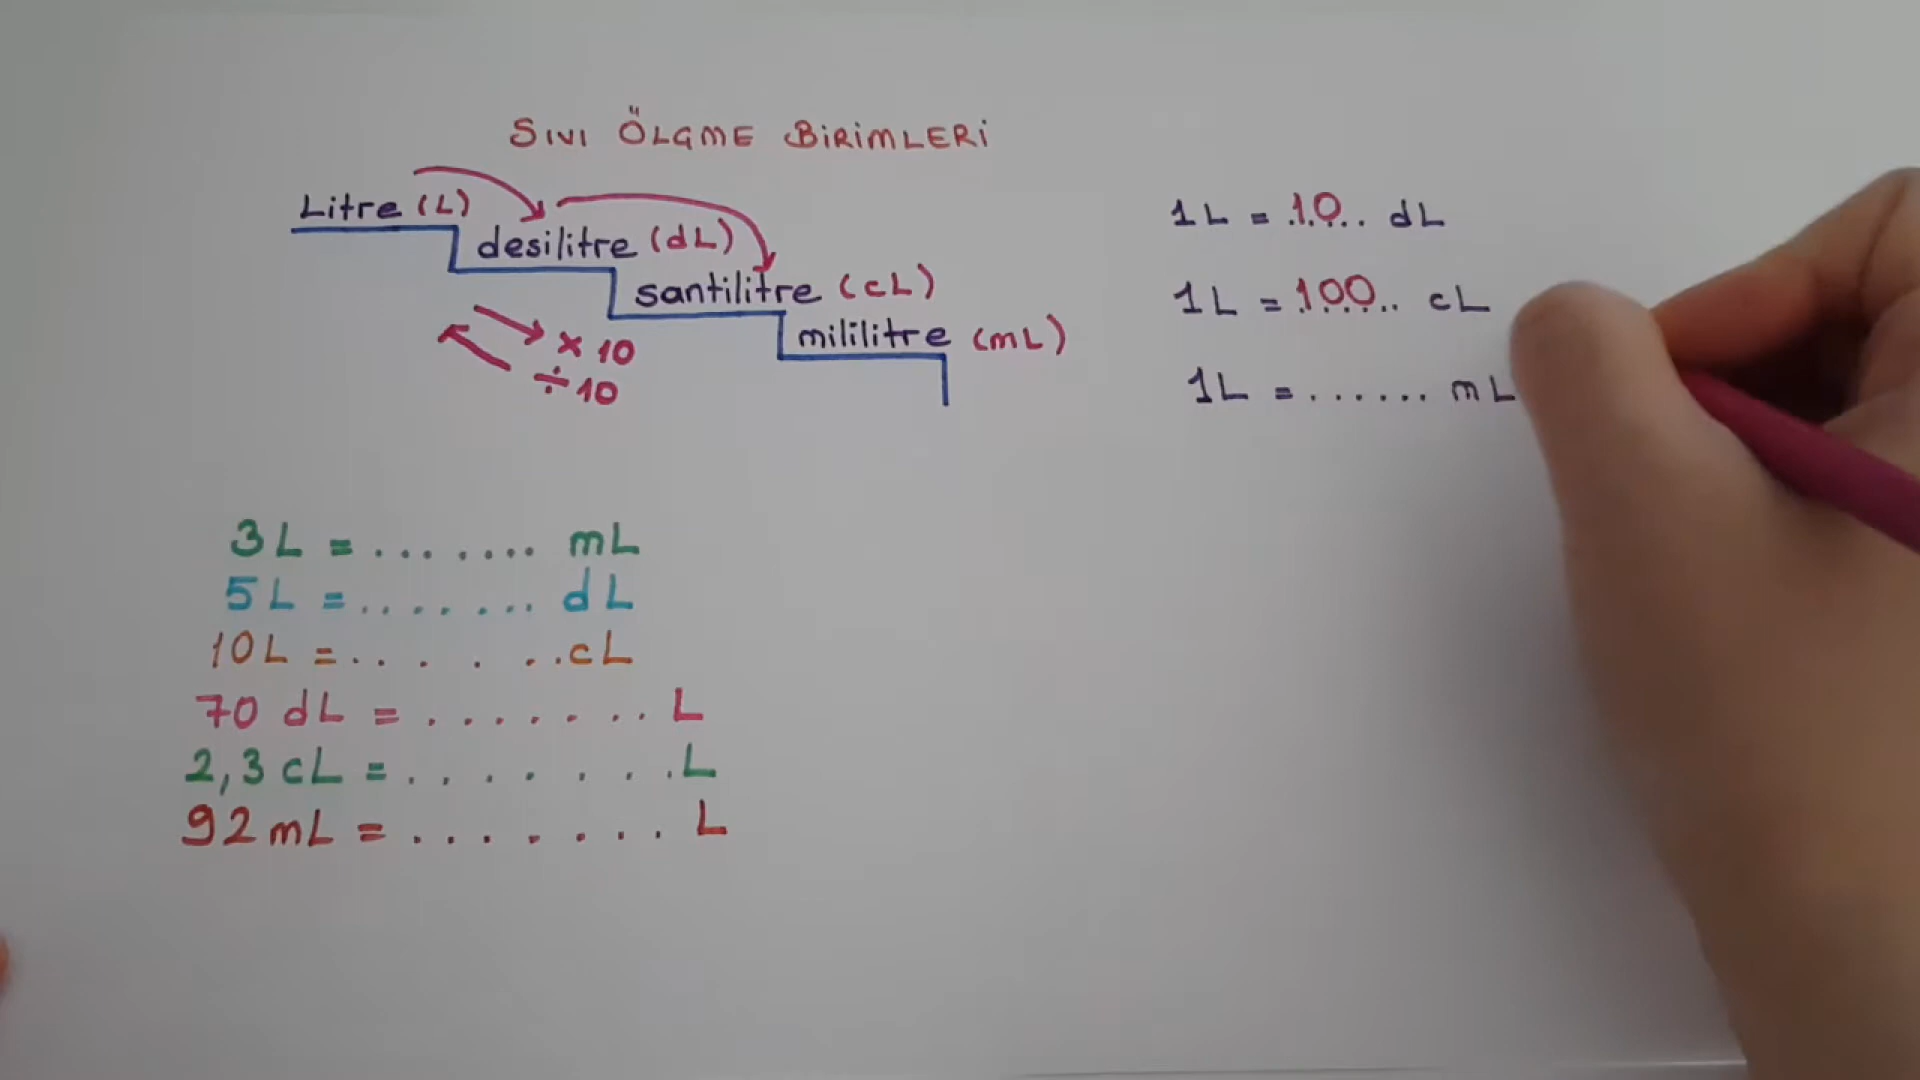 SIVI ÖLÇME BİRİMLERİ
Litre (L)
desilitre (dL)
santilitre (cL)
mililitre (mL)
x 10
÷ 10
1L = .10... dL
1L = 100.. cL
1L = ...... mL
3L = ........ mL
5L = ....... dL
10L = ...... cL
70 dL = ....... L
2,3 cL = ....... L
92 mL = ....... L